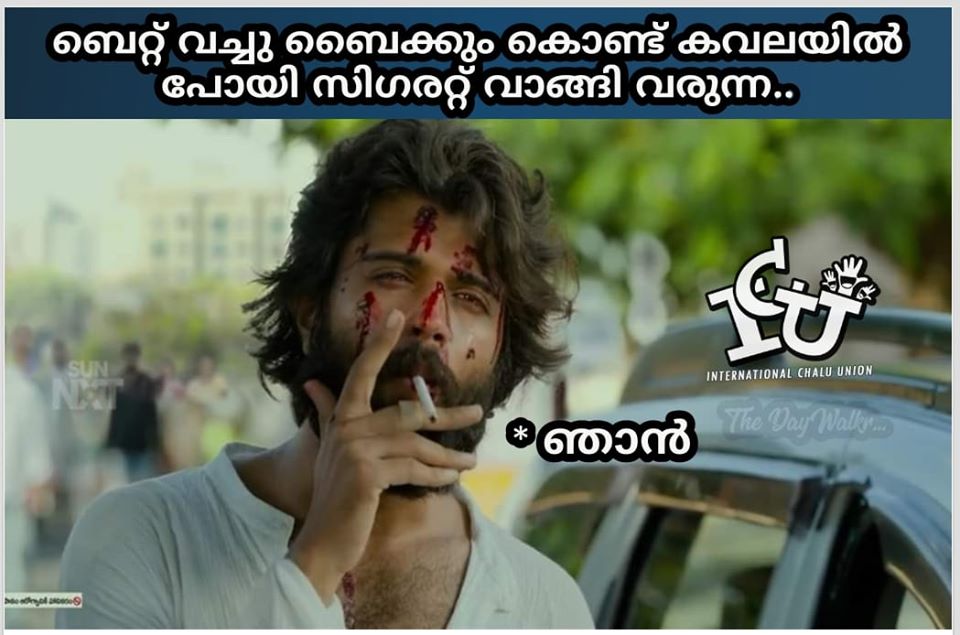 ബെറ്റ് വച്ചു ബൈക്കും കൊണ്ട് കവലയിൽ
പോയി സിഗരറ്റ് വാങ്ങി വരുന്ന..
ICU
INTERNATIONAL CHALU UNION
SUN
NXT
The Day Walkr...
* ഞാൻ